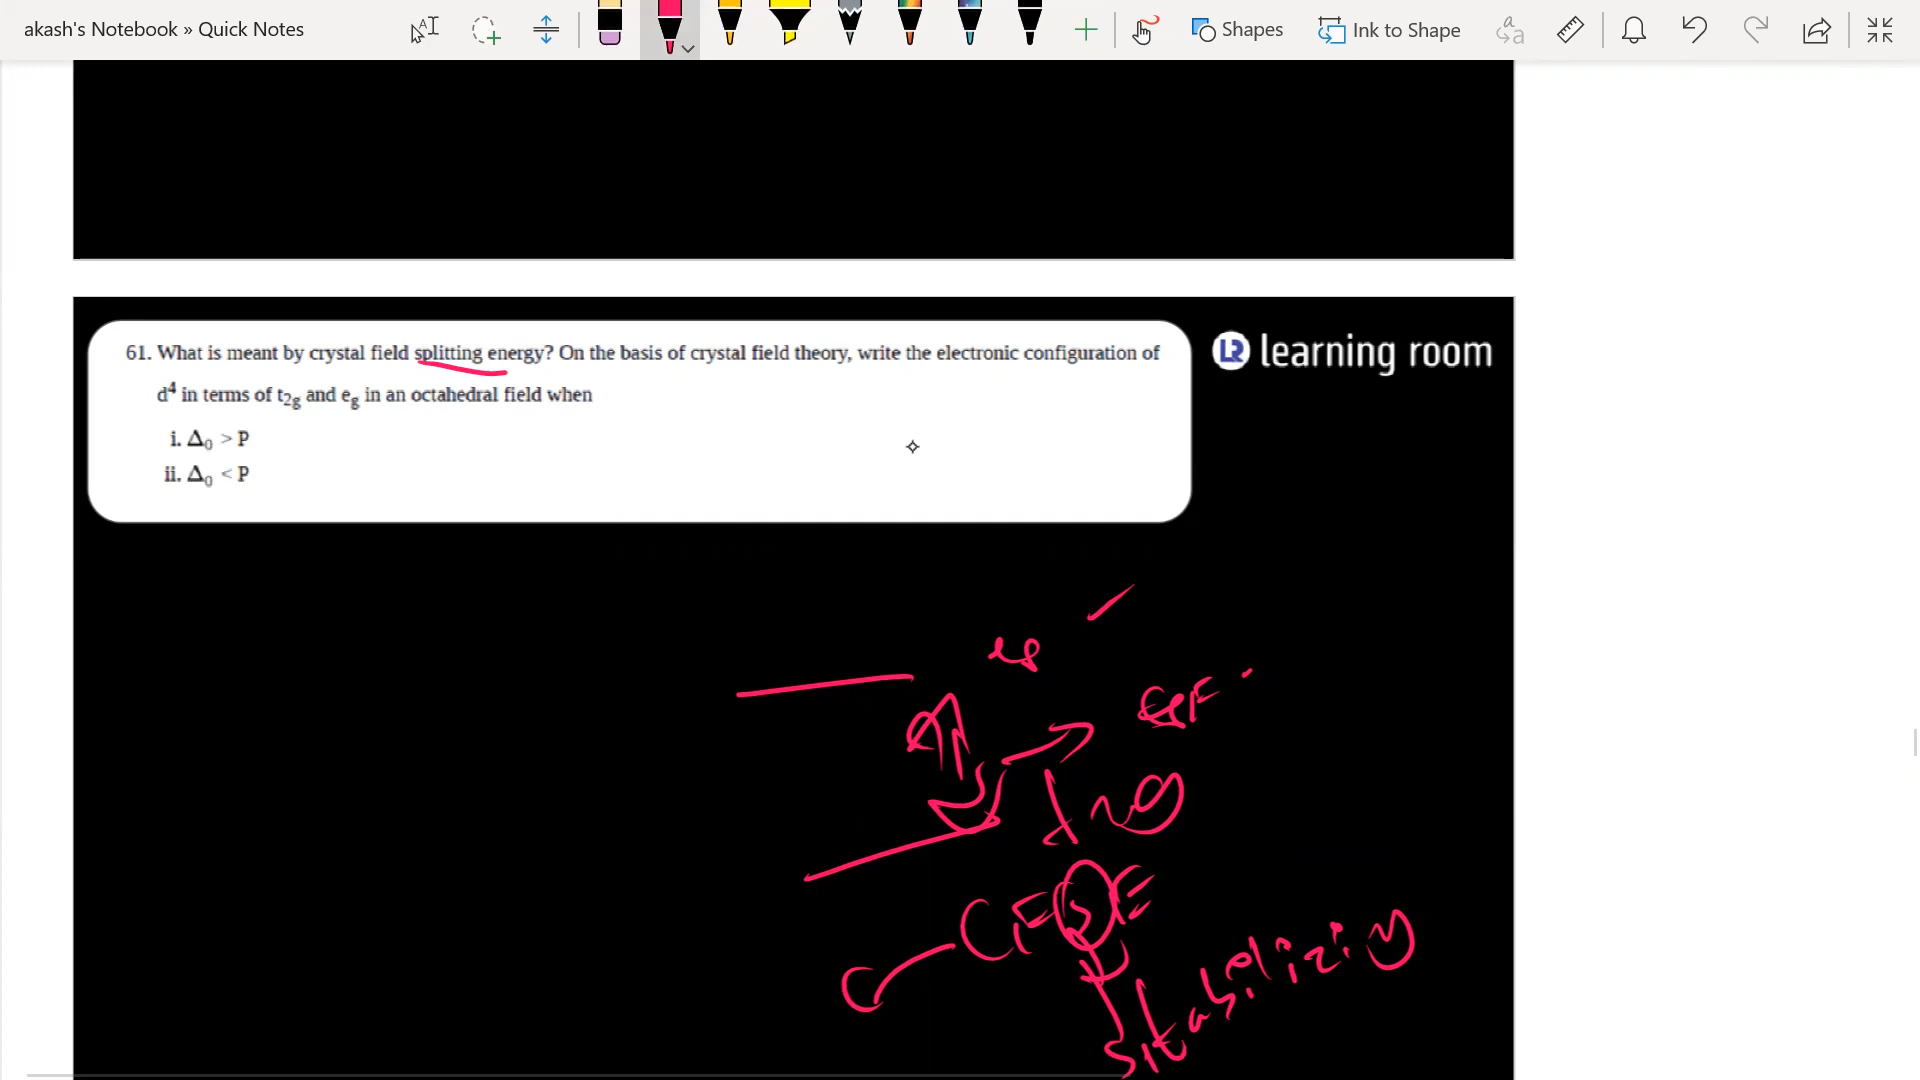 akash's Notebook » Quick Notes
Shapes
Ink to Shape
61. What is meant by crystal field splitting energy? On the basis of crystal field theory, write the electronic configuration of
d⁴ in terms of t₂g and eg in an octahedral field when
i. Δ₀ > P
ii. Δ₀ < P
learning room
eg
t2g
CFSE
stabilizing